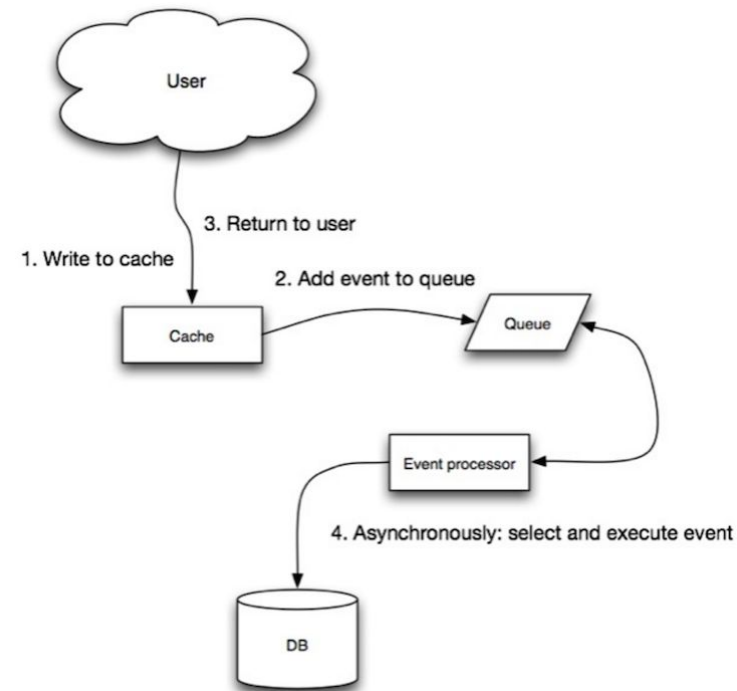 User
3. Return to user
1. Write to cache
2. Add event to queue
Queue
Cache
Event processor
4. Asynchronously: select and execute event
DB